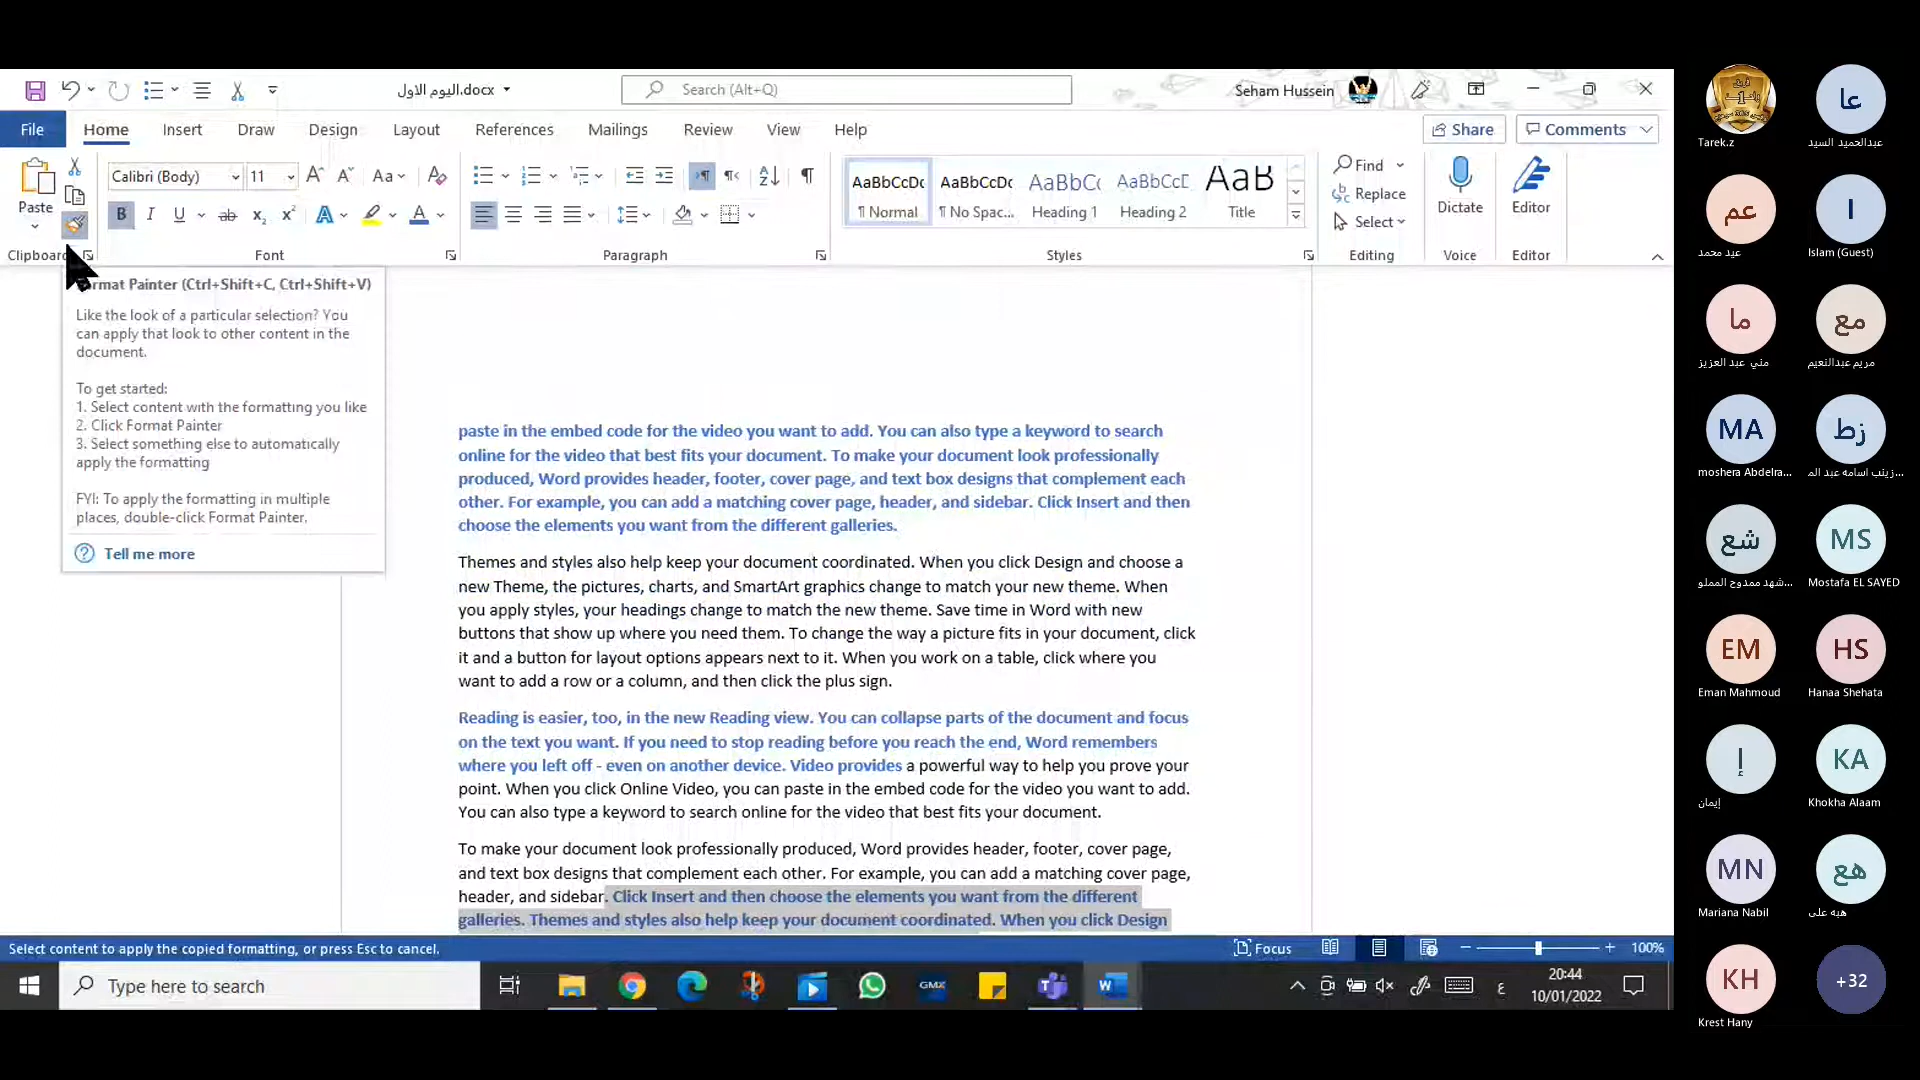 اليوم الاول.docx
Search (Alt+Q)
Seham Hussein
File Home Insert Draw Design Layout References Mailings Review View Help
Share
Comments
Paste
Clipboard
Calibri (Body)
11
Font
Paragraph
AaBbCcDc
¶ Normal
AaBbCcDc
¶ No Spac...
AaBbCc
Heading 1
AaBbCcE
Heading 2
AaB
Title
Styles
Find
Replace
Select
Editing
Dictate
Voice
Editor
Editor
rmat Painter (Ctrl+Shift+C, Ctrl+Shift+V)
Like the look of a particular selection? You
can apply that look to other content in the
document.
To get started:
1. Select content with the formatting you like
2. Click Format Painter
3. Select something else to automatically
apply the formatting
FYI: To apply the formatting in multiple
places, double-click Format Painter.
Tell me more
paste in the embed code for the video you want to add. You can also type a keyword to search
online for the video that best fits your document. To make your document look professionally
produced, Word provides header, footer, cover page, and text box designs that complement each
other. For example, you can add a matching cover page, header, and sidebar. Click Insert and then
choose the elements you want from the different galleries.
Themes and styles also help keep your document coordinated. When you click Design and choose a
new Theme, the pictures, charts, and SmartArt graphics change to match your new theme. When
you apply styles, your headings change to match the new theme. Save time in Word with new
buttons that show up where you need them. To change the way a picture fits in your document, click
it and a button for layout options appears next to it. When you work on a table, click where you
want to add a row or a column, and then click the plus sign.
Reading is easier, too, in the new Reading view. You can collapse parts of the document and focus
on the text you want. If you need to stop reading before you reach the end, Word remembers
where you left off - even on another device. Video provides a powerful way to help you prove your
point. When you click Online Video, you can paste in the embed code for the video you want to add.
You can also type a keyword to search online for the video that best fits your document.
To make your document look professionally produced, Word provides header, footer, cover page,
and text box designs that complement each other. For example, you can add a matching cover page,
header, and sidebar. Click Insert and then choose the elements you want from the different
galleries. Themes and styles also help keep your document coordinated. When you click Design
Select content to apply the copied formatting, or press Esc to cancel.
Focus
100%
Type here to search
GMX
ع
20:44
10/01/2022
Tarek.z
عا
عبدالحميد السيد
عم
عيد محمد
I
Islam (Guest)
ما
مني عبد العزيز
مع
مريم عبدالنعيم
MA
moshera Abdelra...
زط
زينب اسامه عبد الم...
شع
شهد ممدوح المملو...
MS
Mostafa EL SAYED
EM
Eman Mahmoud
HS
Hanaa Shehata
إ
إيمان
KA
Khokha Alaam
MN
Mariana Nabil
هع
هبه على
KH
Krest Hany
+32